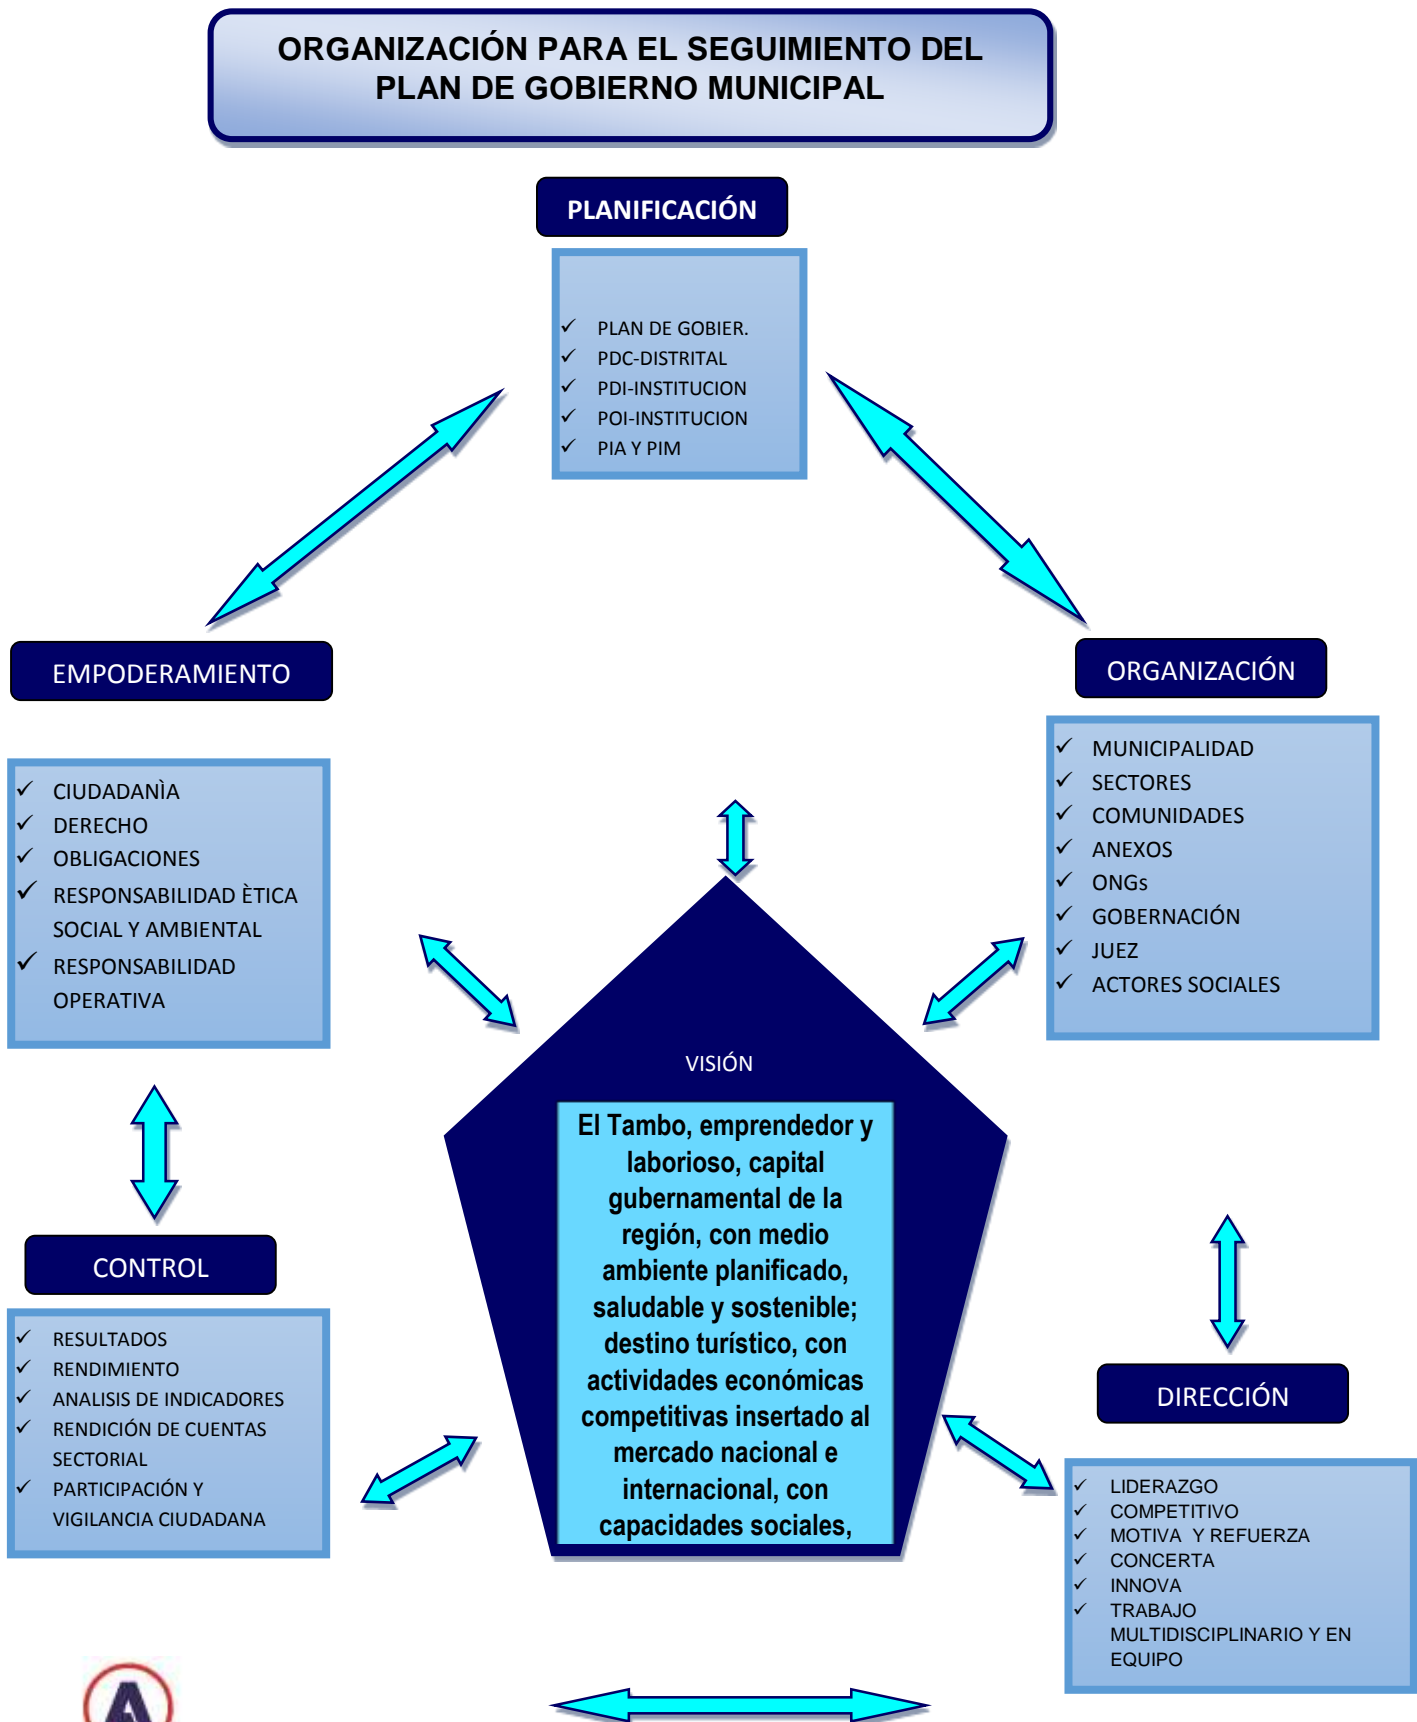 ORGANIZACIÓN PARA EL SEGUIMIENTO DEL
PLAN DE GOBIERNO MUNICIPAL
PLANIFICACIÓN
✓ PLAN DE GOBIER.
✓ PDC-DISTRITAL
✓ PDI-INSTITUCION
✓ POI-INSTITUCION
✓ PIA Y PIM
EMPODERAMIENTO
✓ CIUDADANÌA
✓ DERECHO
✓ OBLIGACIONES
✓ RESPONSABILIDAD ÈTICA
SOCIAL Y AMBIENTAL
✓ RESPONSABILIDAD
OPERATIVA
ORGANIZACIÓN
✓ MUNICIPALIDAD
✓ SECTORES
✓ COMUNIDADES
✓ ANEXOS
✓ ONGs
✓ GOBERNACIÓN
✓ JUEZ
✓ ACTORES SOCIALES
VISIÓN
El Tambo, emprendedor y
laborioso, capital
gubernamental de la
región, con medio
ambiente planificado,
saludable y sostenible;
destino turístico, con
actividades económicas
competitivas insertado al
mercado nacional e
internacional, con
capacidades sociales,
CONTROL
✓ RESULTADOS
✓ RENDIMIENTO
✓ ANALISIS DE INDICADORES
✓ RENDICIÓN DE CUENTAS
SECTORIAL
✓ PARTICIPACIÓN Y
VIGILANCIA CIUDADANA
DIRECCIÓN
✓ LIDERAZGO
✓ COMPETITIVO
✓ MOTIVA Y REFUERZA
✓ CONCERTA
✓ INNOVA
✓ TRABAJO
MULTIDISCIPLINARIO Y EN
EQUIPO
A